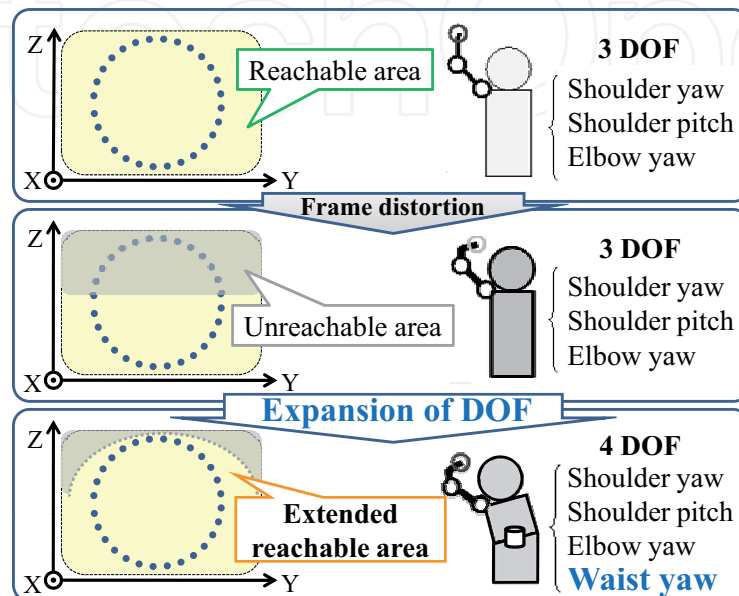 Z
Reachable area
X
Y
3 DOF
Shoulder yaw
Shoulder pitch
Elbow yaw
Frame distortion
Z
Unreachable area
X
Y
3 DOF
Shoulder yaw
Shoulder pitch
Elbow yaw
Expansion of DOF
Z
Extended
reachable area
X
Y
4 DOF
Shoulder yaw
Shoulder pitch
Elbow yaw
Waist yaw